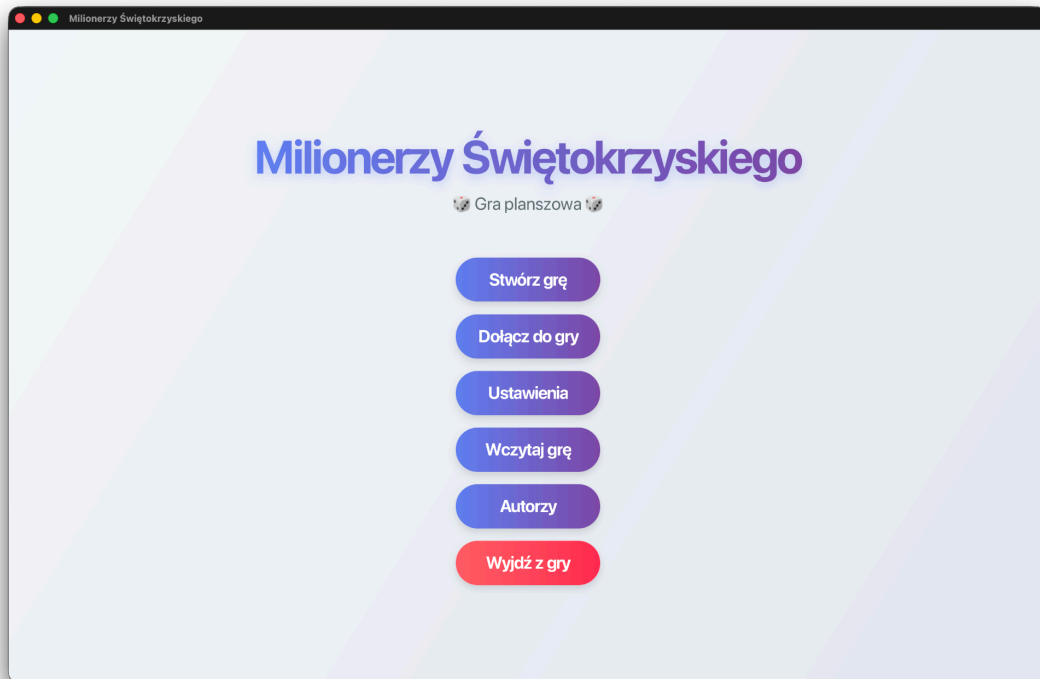 Milionerzy Świętokrzyskiego
Milionerzy Świętokrzyskiego
🎲 Gra planszowa 🎲
Stwórz grę
Dołącz do gry
Ustawienia
Wczytaj grę
Autorzy
Wyjdź z gry